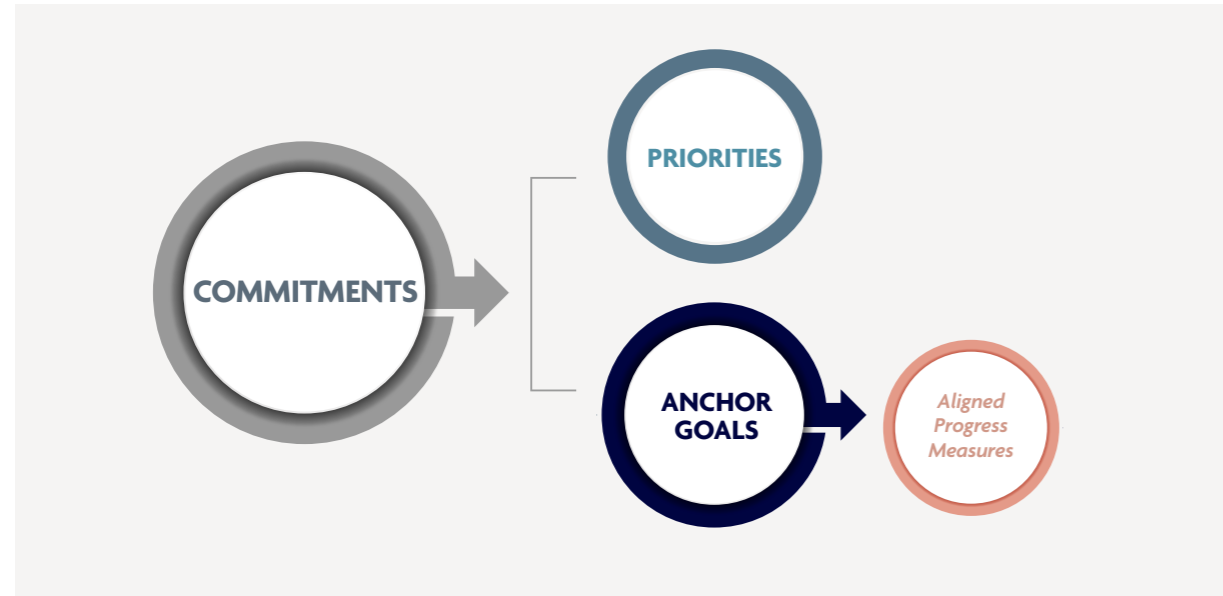 COMMITMENTS
PRIORITIES
ANCHOR
GOALS
Aligned
Progress
Measures